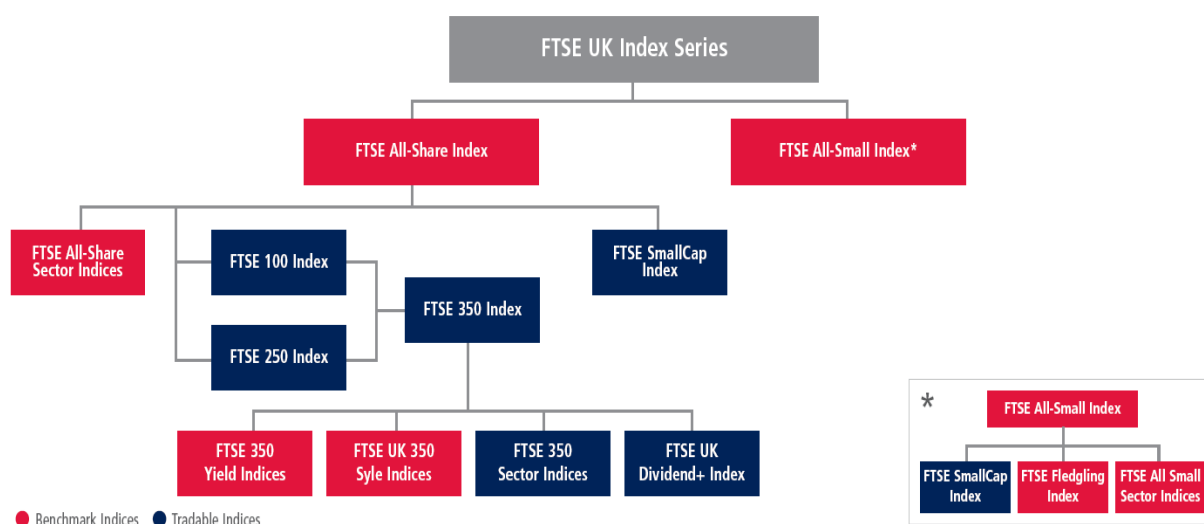 FTSE UK Index Series
FTSE All-Share Index
FTSE All-Small Index*
FTSE All-Share
Sector Indices
FTSE 100 Index
FTSE SmallCap
Index
FTSE 350 Index
FTSE 250 Index
FTSE 350
Yield Indices
FTSE UK 350
Syle Indices
FTSE 350
Sector Indices
FTSE UK
Dividend+ Index
*
FTSE All-Small Index
FTSE SmallCap
Index
FTSE Fledgling
Index
FTSE All Small
Sector Indices
Benchmark Indices
Tradable Indices